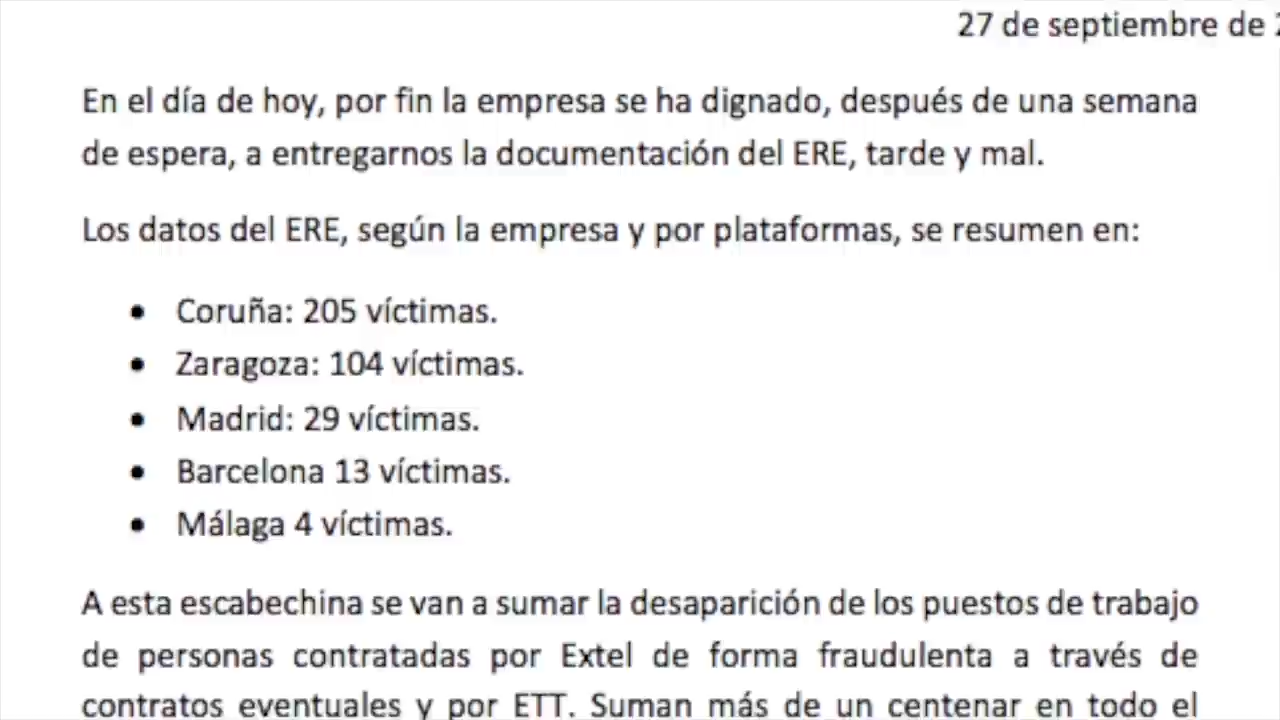 27 de septiembre de
En el día de hoy, por fin la empresa se ha dignado, después de una semana
de espera, a entregarnos la documentación del ERE, tarde y mal.
Los datos del ERE, según la empresa y por plataformas, se resumen en:
• Coruña: 205 víctimas.
• Zaragoza: 104 víctimas.
• Madrid: 29 víctimas.
• Barcelona 13 víctimas.
• Málaga 4 víctimas.
A esta escabechina se van a sumar la desaparición de los puestos de trabajo
de personas contratadas por Extel de forma fraudulenta a través de
contratos eventuales y por ETT. Suman más de un centenar en todo el